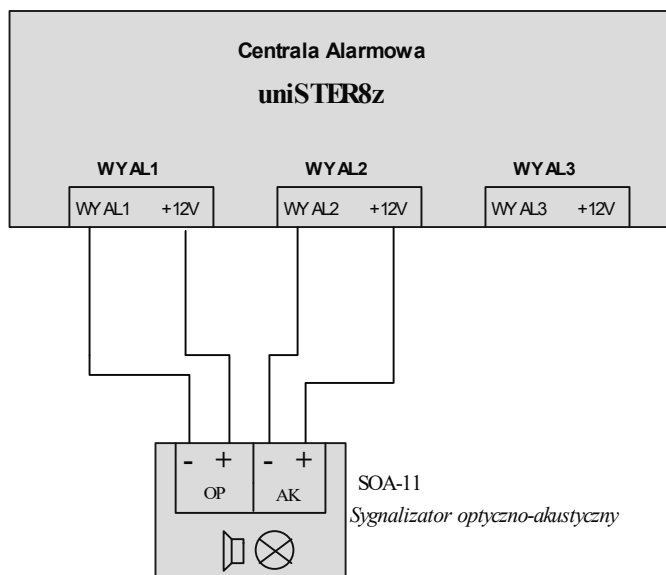 Centrala Alarmowa
uniSTER8z
WYAL1 WYAL2 WYAL3
WYAL1 +12V WYAL2 +12V WYAL3 +12V
- + - +
OP AK
SOA-11
Sygnalizator optyczno-akustyczny